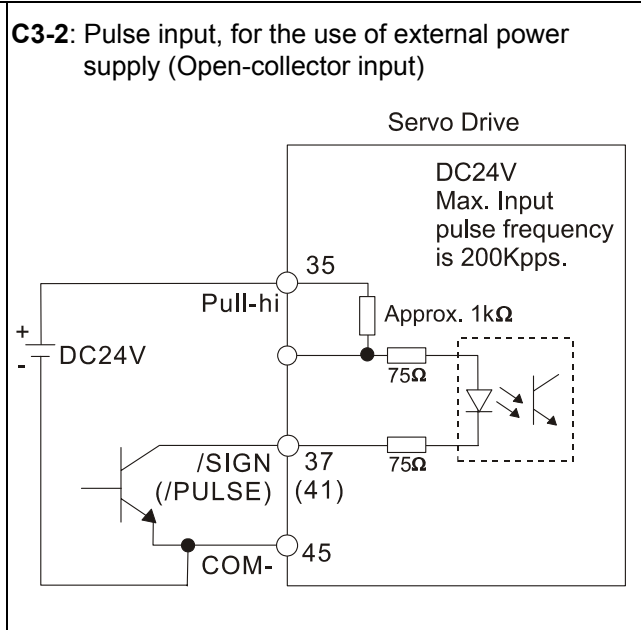 C3-2: Pulse input, for the use of external power
supply (Open-collector input)
Servo Drive
DC24V
Max. Input
pulse frequency
is 200Kpps.
35
Pull-hi
Approx. 1kΩ
+
DC24V
-
75Ω
/SIGN
37
75Ω
(/PULSE)
(41)
COM-
45